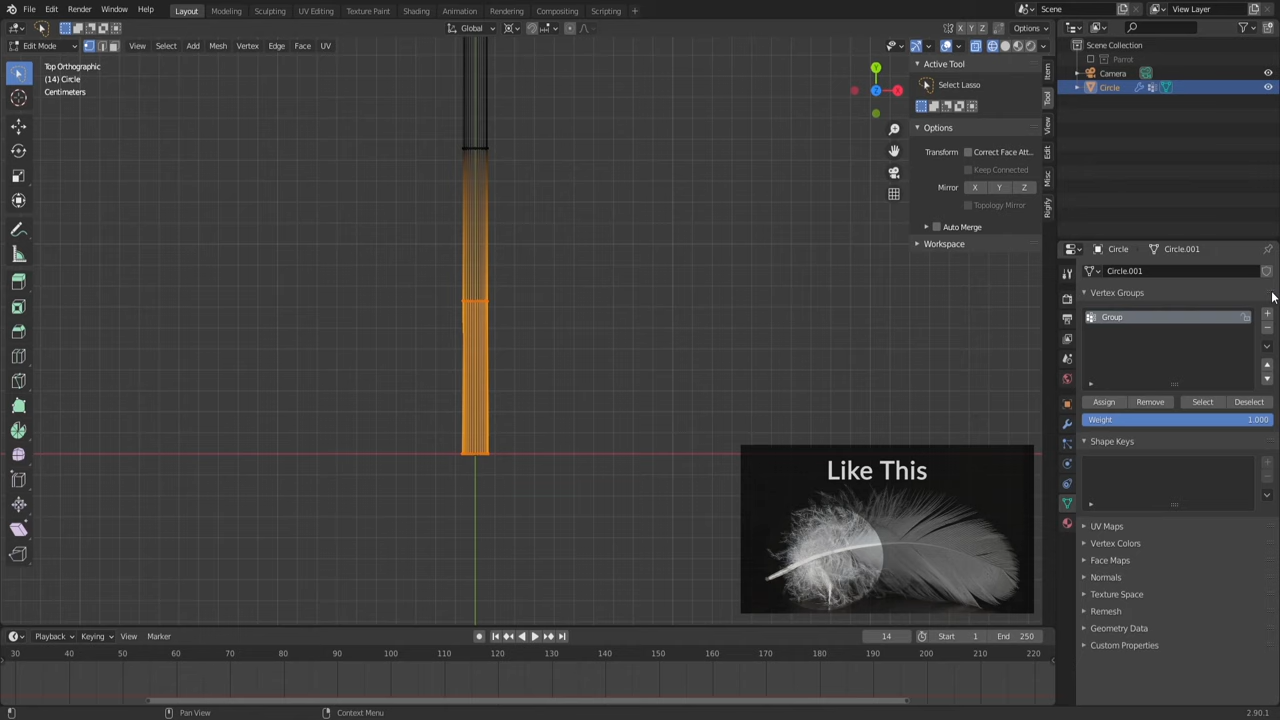 File Edit Render Window Help Layout Modeling Sculpting UV Editing Texture Paint Shading Animation Rendering Compositing Scripting + Scene View Layer
Global Options
X Y Z
Edit Mode View Select Add Mesh Vertex Edge Face UV
Top Orthographic
(14) Circle
Centimeters
Y
Z
X
Active Tool
Select Lasso
Options
Transform Correct Face Att...
Keep Connected
Mirror X Y Z
Topology Mirror
Auto Merge
Workspace
Item
Tool
View
Edit
Misc
Rigify
Scene Collection
Parrot
Camera
Circle
Circle Circle.001
Circle.001
Vertex Groups
Group
Assign Remove Select Deselect
Weight 1.000
Shape Keys
UV Maps
Vertex Colors
Face Maps
Normals
Texture Space
Remesh
Geometry Data
Custom Properties
Like This
Playback Keying View Marker 14 Start 1 End 250
30 40 50 60 70 80 90 100 110 120 130 140 150 160 170 180 190 200 210 220
Pan View Context Menu 2.90.1